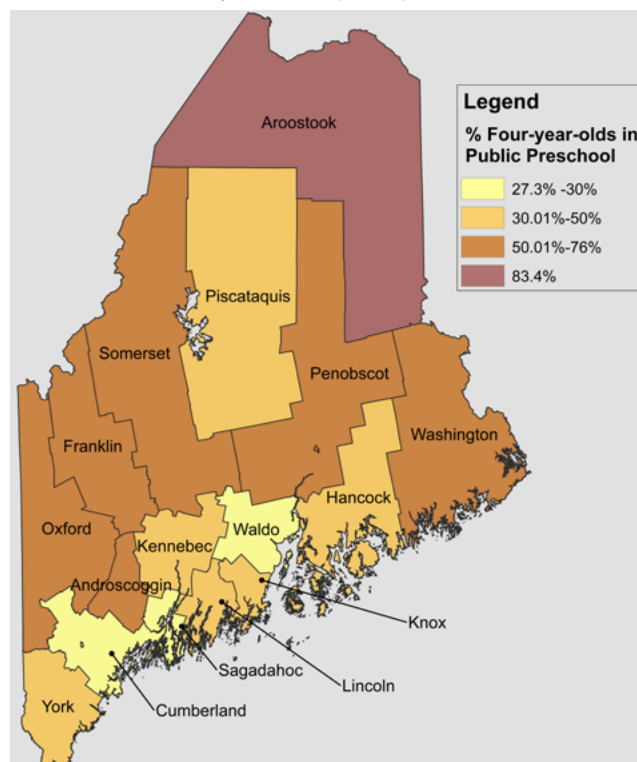 Aroostook
Legend
% Four-year-olds in
Public Preschool
27.3% -30%
30.01%-50%
50.01%-76%
83.4%
Piscataquis
Somerset
Penobscot
Franklin
Washington
Hancock
Oxford
Waldo
Kennebec
Androscoggin
Knox
Sagadahoc
Lincoln
York
Cumberland